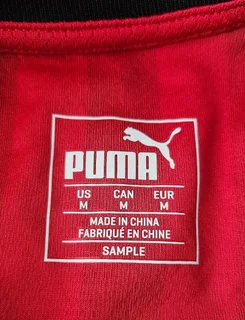 PUMA
US CAN EUR
M M M
MADE IN CHINA
FABRIQUÉ EN CHINE
SAMPLE